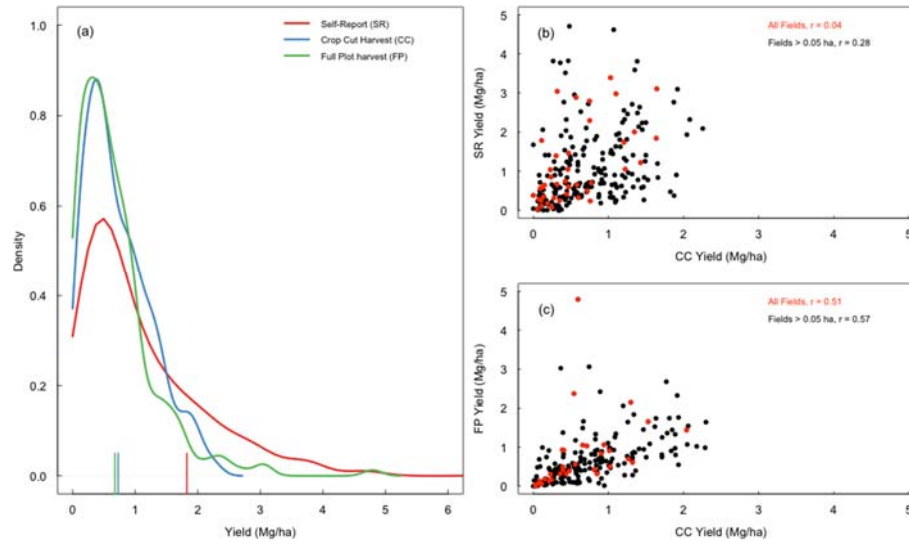 (a)
Self-Report (SR)
Crop Cut Harvest (CC)
Full Plot harvest (FP)
1.0
0.8
0.6
0.4
0.2
0.0
Density
0 1 2 3 4 5 6
Yield (Mg/ha)
(b)
All Fields, r = 0.04
Fields > 0.05 ha, r = 0.28
5
4
3
2
1
0
SR Yield (Mg/ha)
0 1 2 3 4 5
CC Yield (Mg/ha)
(c)
All Fields, r = 0.51
Fields > 0.05 ha, r = 0.57
5
4
3
2
1
0
FP Yield (Mg/ha)
0 1 2 3 4 5
CC Yield (Mg/ha)